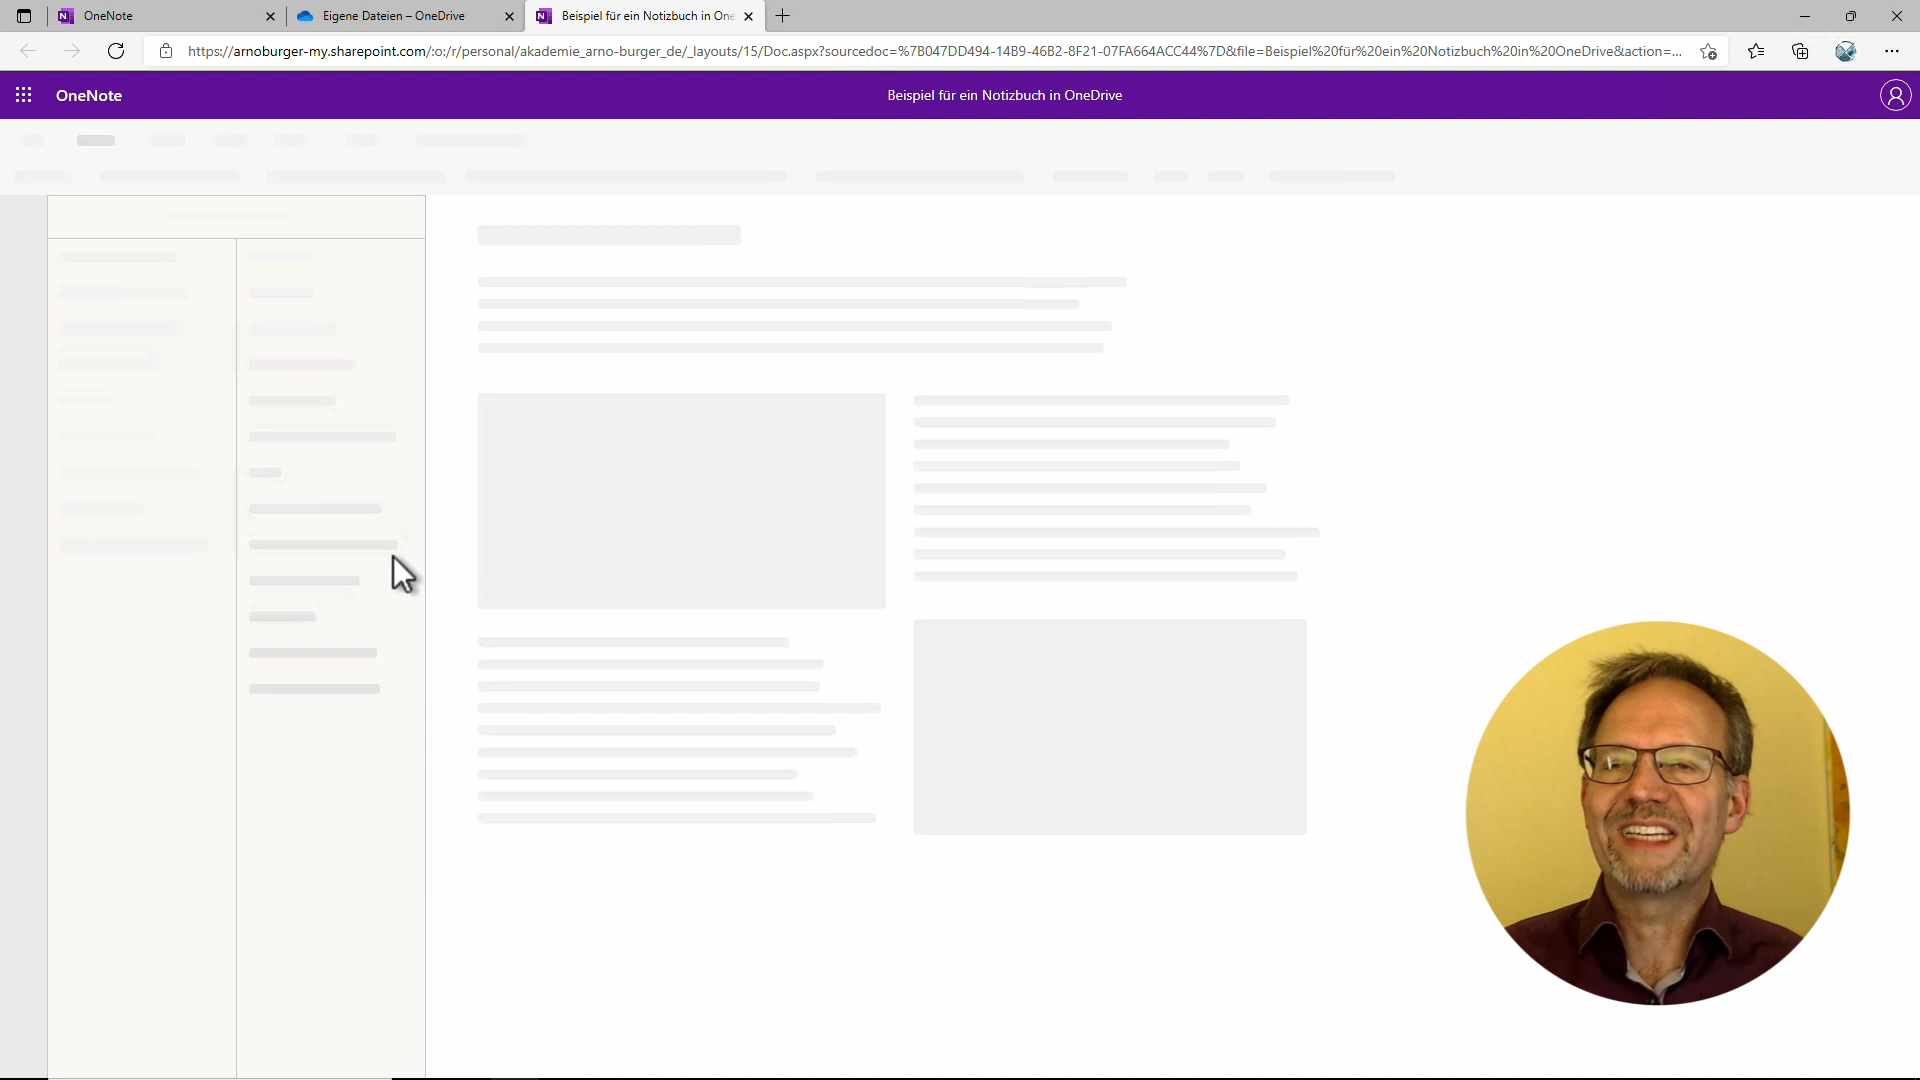 OneNote
Eigene Dateien – OneDrive
Beispiel für ein Notizbuch in One
https://arnoburger-my.sharepoint.com/:o:/r/personal/akademie_arno-burger_de/_layouts/15/Doc.aspx?sourcedoc=%7B047DD494-14B9-46B2-8F21-07FA664ACC44%7D&file=Beispiel%20für%20ein%20Notizbuch%20in%20OneDrive&action=...
OneNote
Beispiel für ein Notizbuch in OneDrive